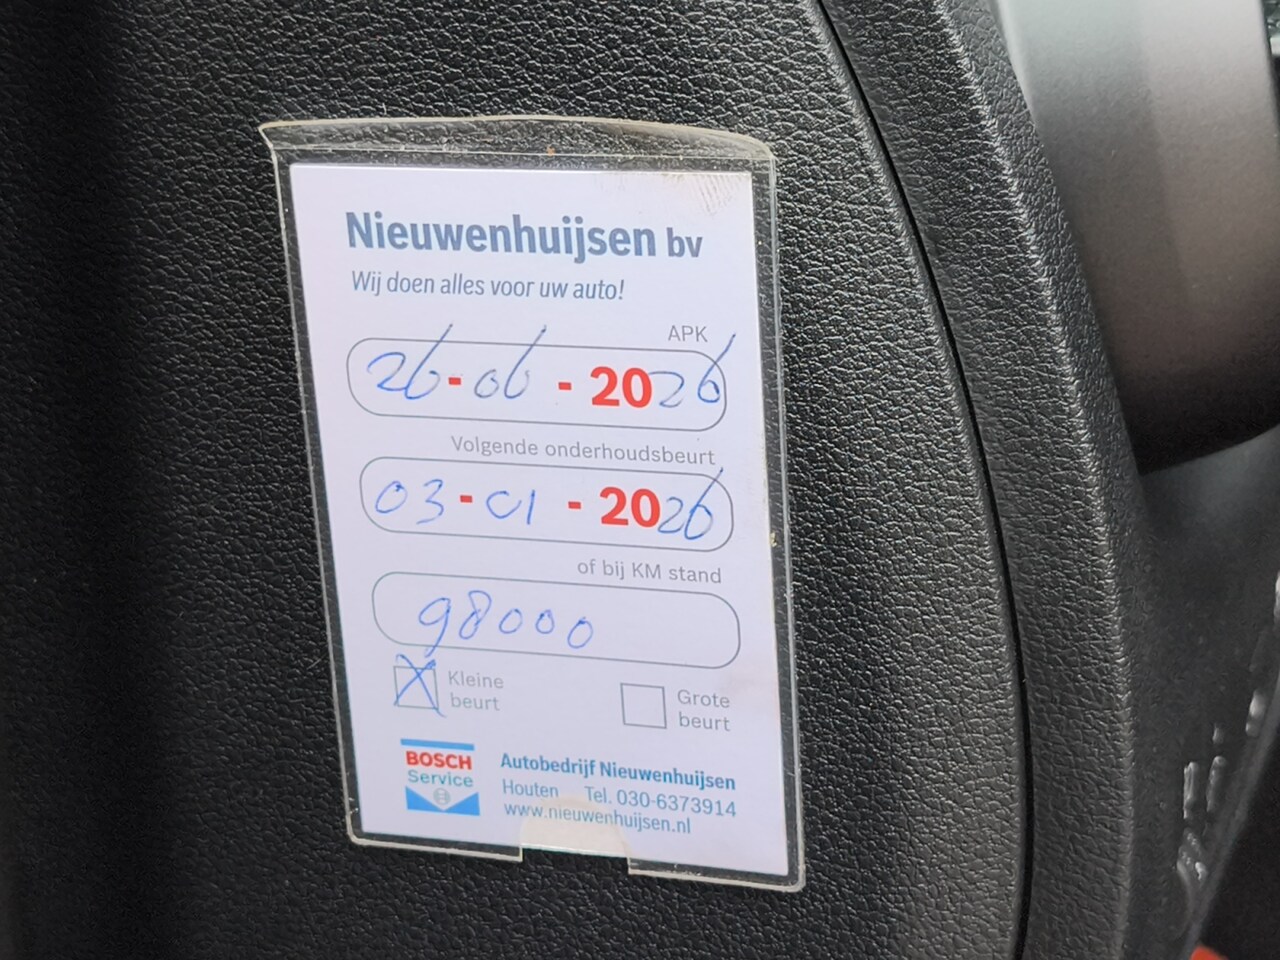 Nieuwenhuijsen bv
Wij doen alles voor uw auto!
APK
26-06-2026
Volgende onderhoudsbeurt
03-01-2026
of bij KM stand
98000
Kleine beurt
Grote beurt
BOSCH
Service
Autobedrijf Nieuwenhuijsen
Houten Tel. 030-6373914
www.nieuwenhuijsen.nl